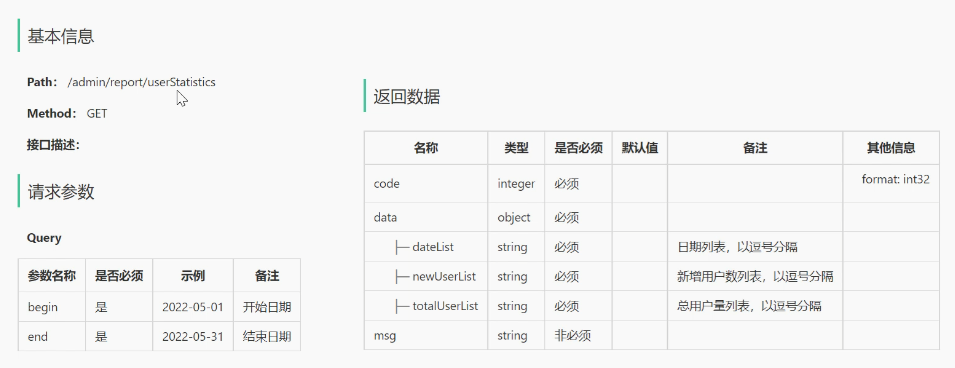 基本信息
Path： /admin/report/userStatistics
Method： GET
接口描述：
请求参数
Query
参数名称 是否必须 示例 备注
begin 是 2022-05-01 开始日期
end 是 2022-05-31 结束日期
返回数据
名称 类型 是否必须 默认值 备注 其他信息
code integer 必须 format: int32
data object 必须
├─ dateList string 必须 日期列表，以逗号分隔
├─ newUserList string 必须 新增用户数列表，以逗号分隔
├─ totalUserList string 必须 总用户量列表，以逗号分隔
msg string 非必须